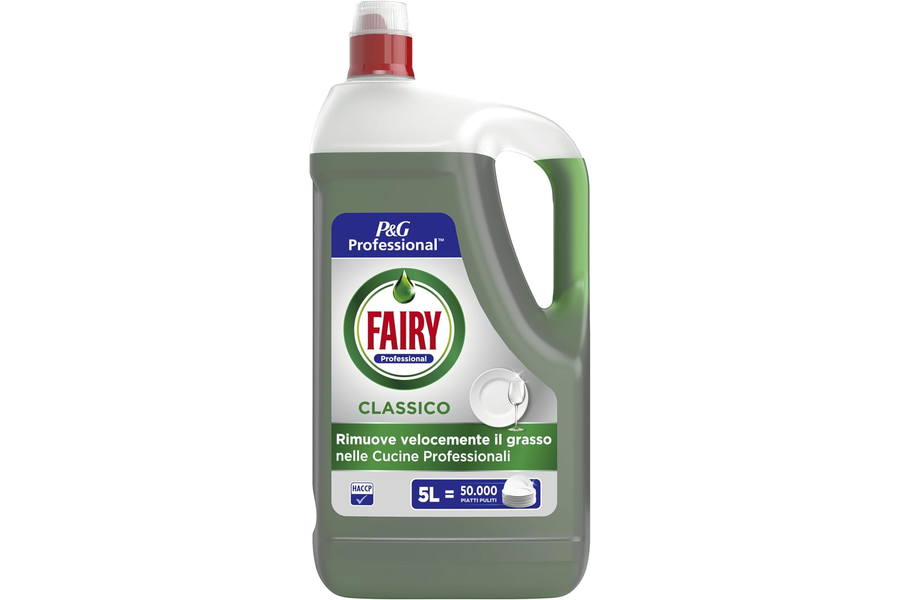 P&G
Professional™
FAIRY
Professional
CLASSICO
Rimuove velocemente il grasso
nelle Cucine Professionali
HACCP
5L = 50.000
PIATTI PULITI